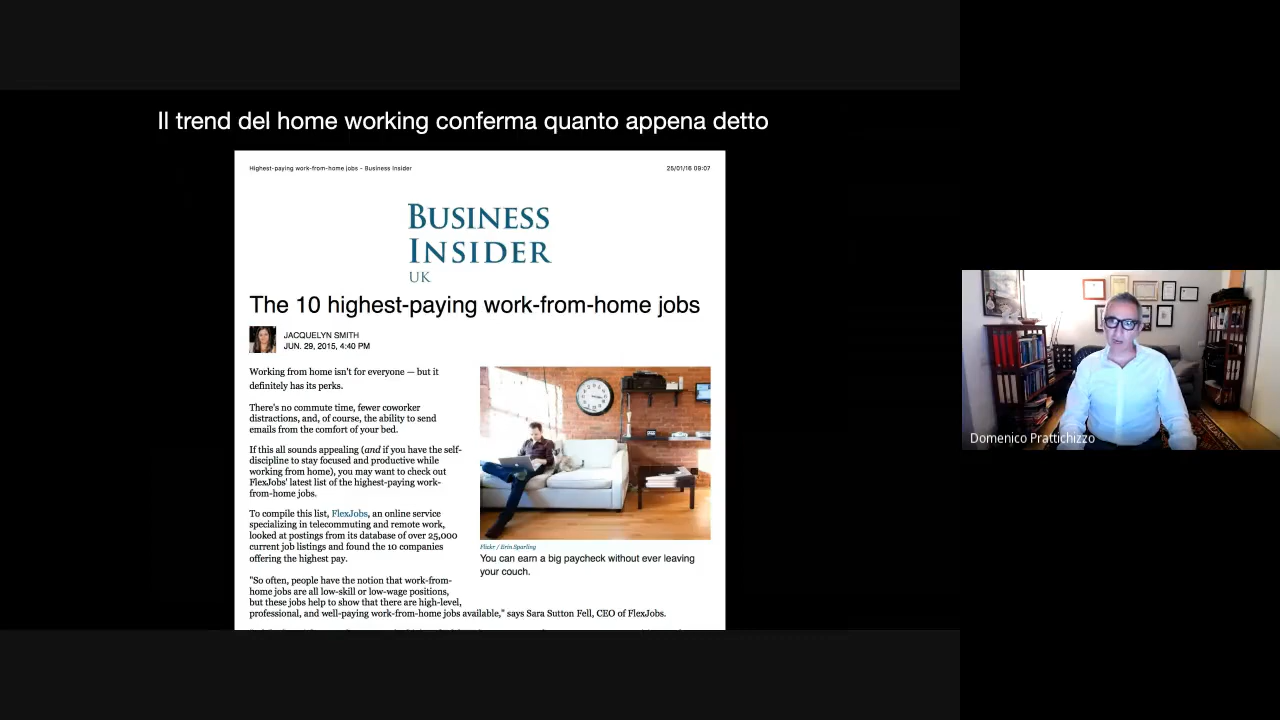 Il trend del home working conferma quanto appena detto
Highest-paying work-from-home jobs - Business Insider
25/01/16 09:07
BUSINESS
INSIDER
UK
The 10 highest-paying work-from-home jobs
JACQUELYN SMITH
JUN. 29, 2015, 4:40 PM
Working from home isn't for everyone — but it
definitely has its perks.
There's no commute time, fewer coworker
distractions, and, of course, the ability to send
emails from the comfort of your bed.
If this all sounds appealing (and if you have the self-
discipline to stay focused and productive while
working from home), you may want to check out
FlexJobs' latest list of the highest-paying work-
from-home jobs.
To compile this list, FlexJobs, an online service
specializing in telecommuting and remote work,
looked at postings from its database of over 25,000
current job listings and found the 10 companies
offering the highest pay.
"So often, people have the notion that work-from-
home jobs are all low-skill or low-wage positions,
but these jobs help to show that there are high-level,
professional, and well-paying work-from-home jobs available," says Sara Sutton Fell, CEO of FlexJobs.
Flickr / Erin Sparling
You can earn a big paycheck without ever leaving
your couch.
Domenico Prattichizzo